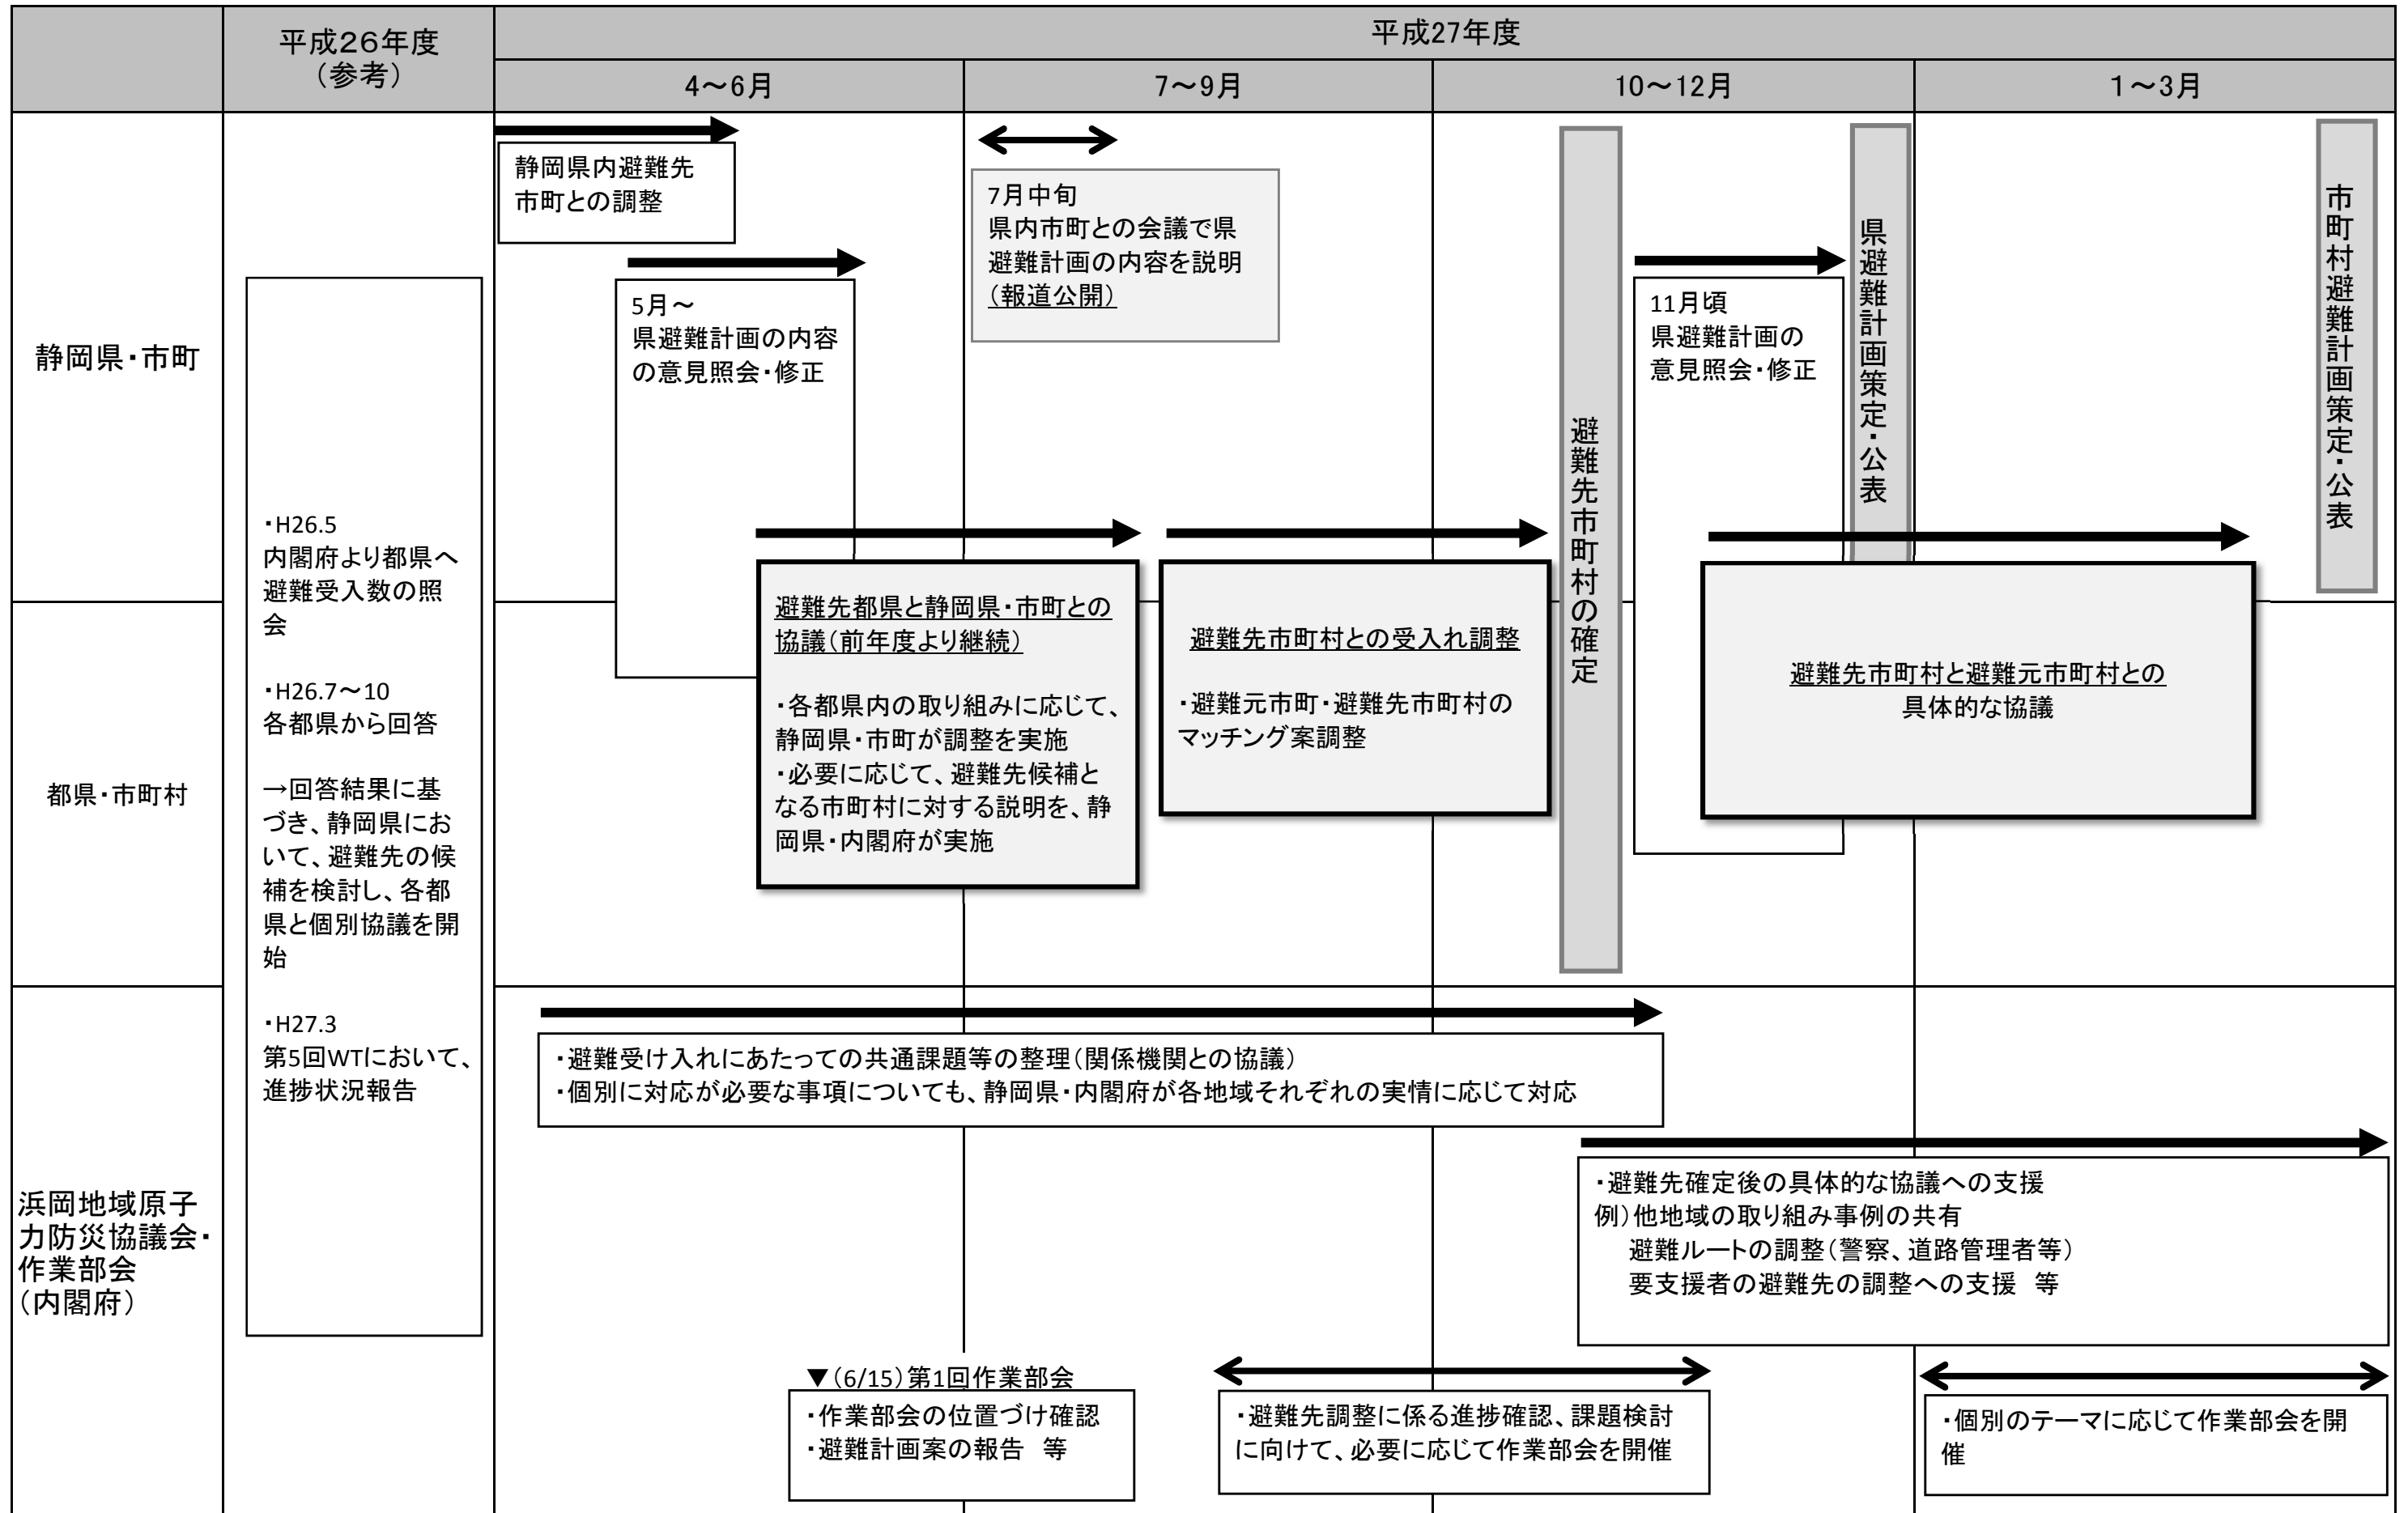 平成26年度
（参考）
平成27年度
4～6月
7～9月
10～12月
1～3月
静岡県・市町
都県・市町村
浜岡地域原子
力防災協議会・
作業部会
（内閣府）
・H26.5
内閣府より都県へ
避難受入数の照
会
・H26.7～10
各都県から回答
→回答結果に基
づき、静岡県にお
いて、避難先の候
補を検討し、各都
県と個別協議を開
始
・H27.3
第5回WTにおいて、
進捗状況報告
静岡県内避難先
市町との調整
5月～
県避難計画の内容
の意見照会・修正
7月中旬
県内市町との会議で県
避難計画の内容を説明
（報道公開）
避難先市町村の確定
11月頃
県避難計画の
意見照会・修正
県避難計画策定・公表
市町村避難計画策定・公表
避難先都県と静岡県・市町との
協議（前年度より継続）
・各都県内の取り組みに応じて、
静岡県・市町が調整を実施
・必要に応じて、避難先候補と
なる市町村に対する説明を、静
岡県・内閣府が実施
避難先市町村との受入れ調整
・避難元市町・避難先市町村の
マッチング案調整
避難先市町村と避難元市町村との
具体的な協議
・避難受け入れにあたっての共通課題等の整理（関係機関との協議）
・個別に対応が必要な事項についても、静岡県・内閣府が各地域それぞれの実情に応じて対応
・避難先確定後の具体的な協議への支援
例）他地域の取り組み事例の共有
避難ルートの調整（警察、道路管理者等）
要支援者の避難先の調整への支援　等
▼（6/15）第1回作業部会
・作業部会の位置づけ確認
・避難計画案の報告　等
・避難先調整に係る進捗確認、課題検討
に向けて、必要に応じて作業部会を開催
・個別のテーマに応じて作業部会を開
催